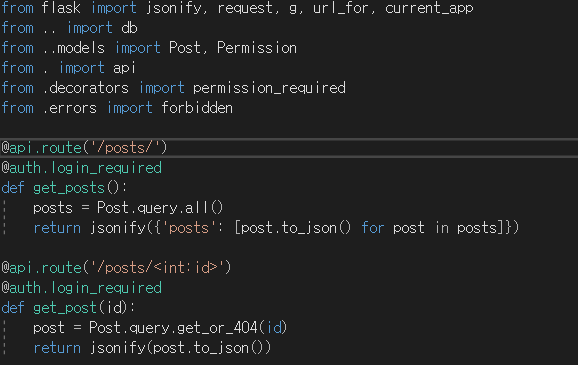 from flask import jsonify, request, g, url_for, current_app
from .. import db
from ..models import Post, Permission
from . import api
from .decorators import permission_required
from .errors import forbidden
@api.route('/posts/')
@auth.login_required
def get_posts():
    posts = Post.query.all()
    return jsonify({'posts': [post.to_json() for post in posts]})
@api.route('/posts/<int:id>')
@auth.login_required
def get_post(id):
    post = Post.query.get_or_404(id)
    return jsonify(post.to_json())